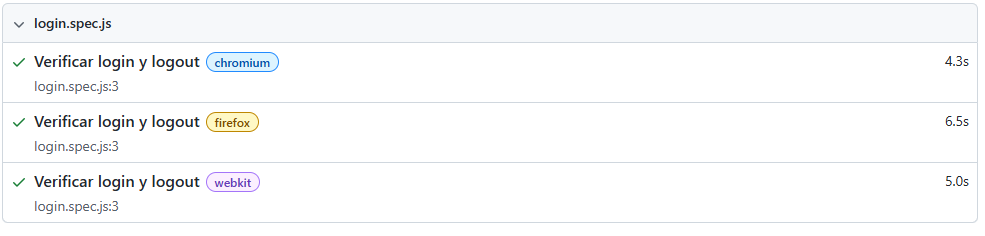 login.spec.js
Verificar login y logout chromium 4.3s
login.spec.js:3
Verificar login y logout firefox 6.5s
login.spec.js:3
Verificar login y logout webkit 5.0s
login.spec.js:3